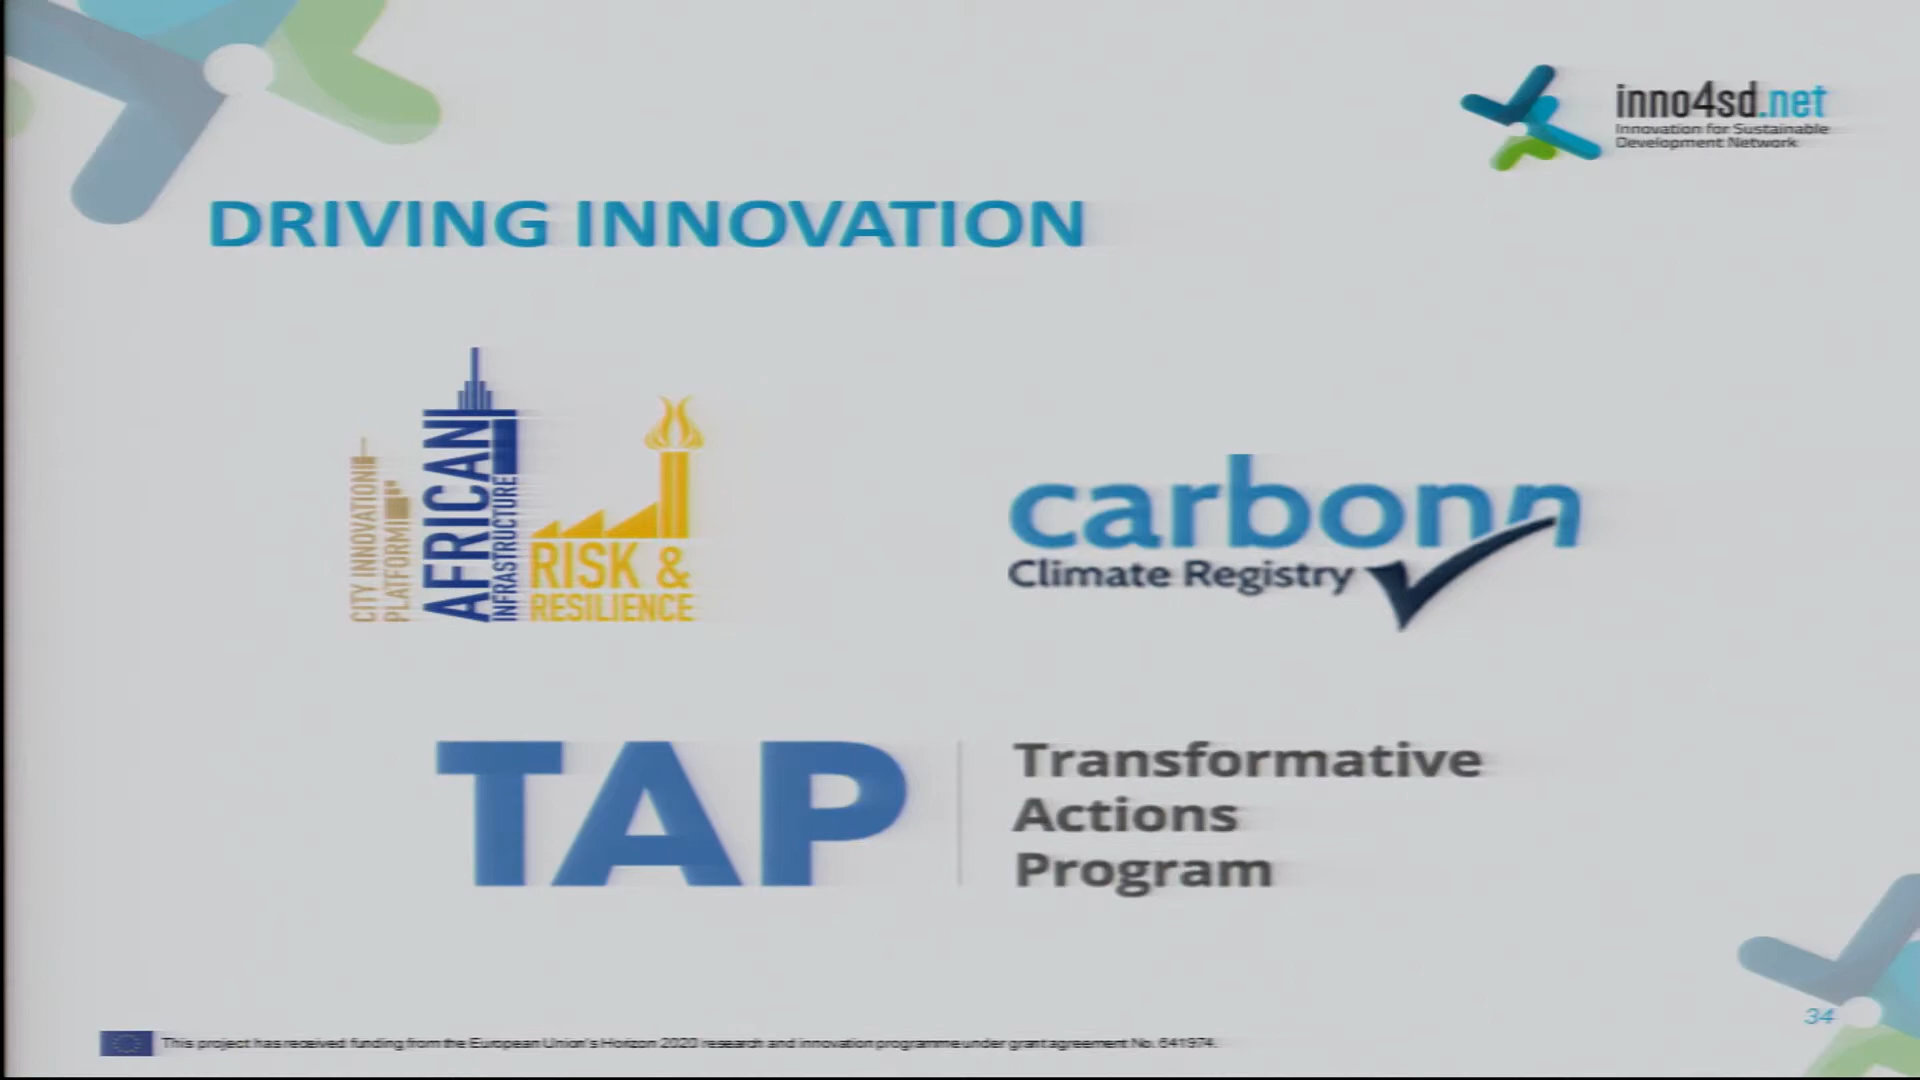 inno4sd.net
Innovation for Sustainable
Development Network
DRIVING INNOVATION
CITY INNOVATION
PLATFORM
AFRICAN
INFRASTRUCTURE
RISK &
RESILIENCE
carbonn
Climate Registry
TAP
Transformative
Actions
Program
34
This project has received funding from the European Union's Horizon 2020 research and innovation programme under grant agreement No. 641974.